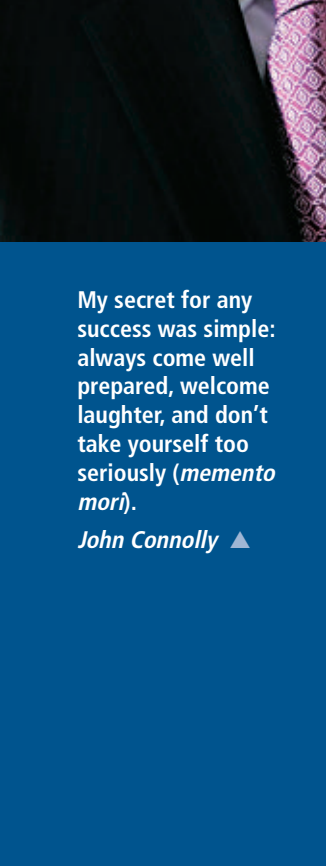 My secret for any
success was simple:
always come well
prepared, welcome
laughter, and don’t
take yourself too
seriously (memento
mori).
John Connolly ▲